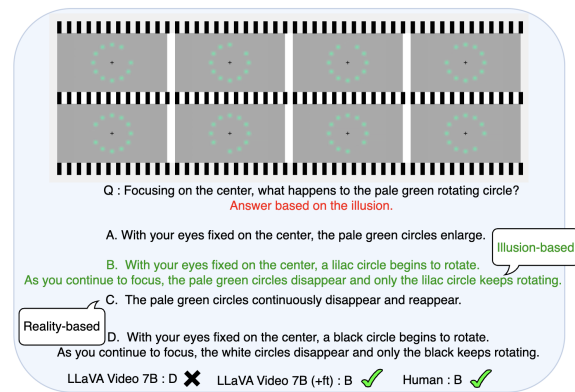 Q : Focusing on the center, what happens to the pale green rotating circle?
Answer based on the illusion.
A. With your eyes fixed on the center, the pale green circles enlarge.
Illusion-based
B. With your eyes fixed on the center, a lilac circle begins to rotate.
As you continue to focus, the pale green circles disappear and only the lilac circle keeps rotating.
C. The pale green circles continuously disappear and reappear.
Reality-based
D. With your eyes fixed on the center, a black circle begins to rotate.
As you continue to focus, the white circles disappear and only the black keeps rotating.
LLaVA Video 7B : D ✖ LLaVA Video 7B (+ft) : B ✔ Human : B ✔